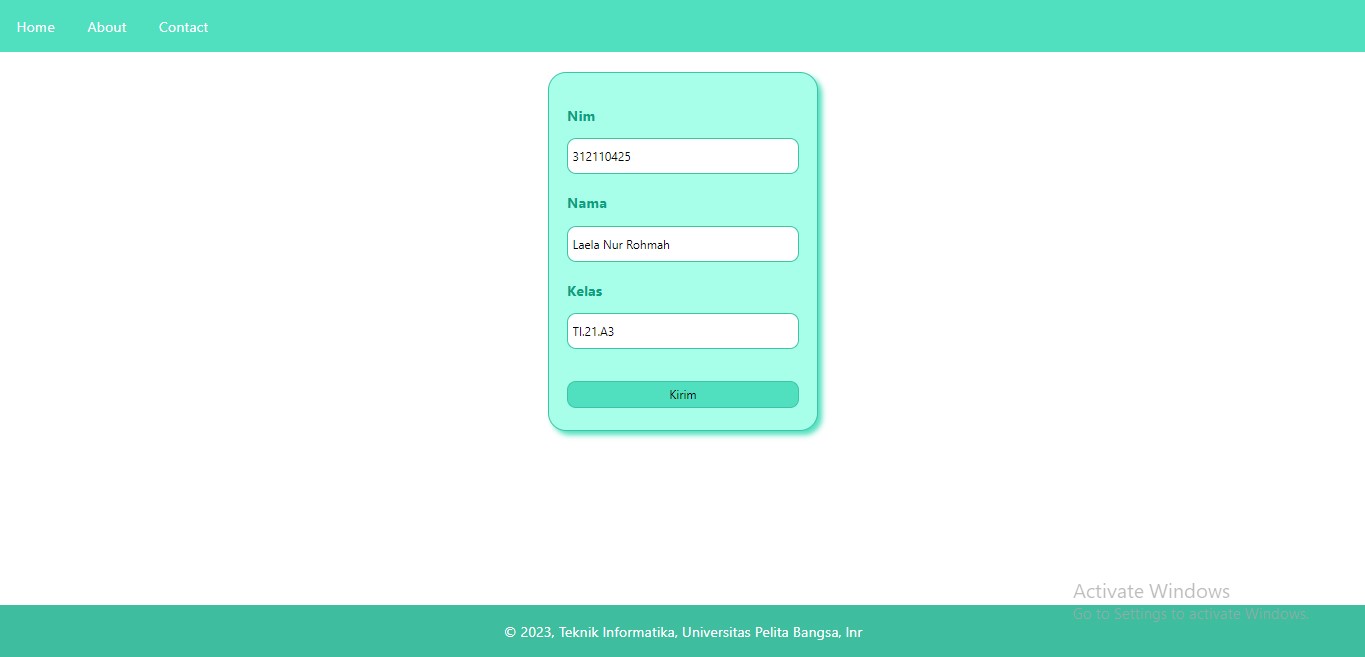 Home About Contact
Nim
312110425
Nama
Laela Nur Rohmah
Kelas
TI.21.A3
Kirim
Activate Windows
Go to Settings to activate Windows.
© 2023, Teknik Informatika, Universitas Pelita Bangsa, lnr